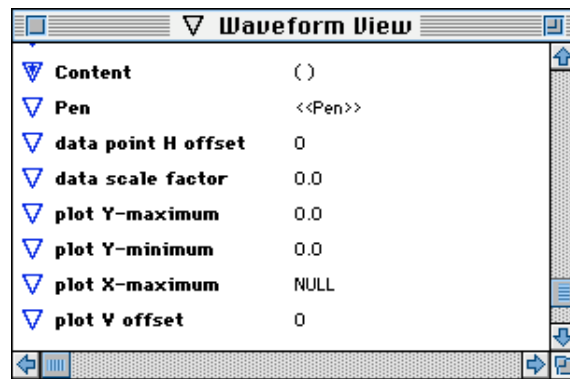 Waveform View
Content ( )
Pen <<Pen>>
data point H offset 0
data scale factor 0.0
plot Y-maximum 0.0
plot Y-minimum 0.0
plot X-maximum NULL
plot V offset 0